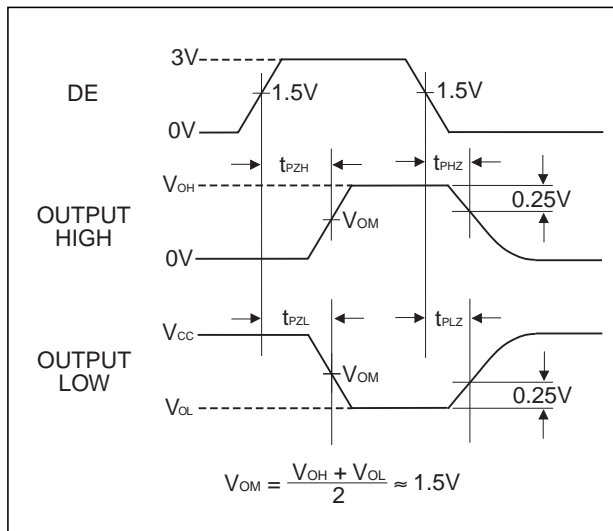 3V
DE
1.5V
1.5V
0V
tPZH
tPHZ
VOH
0.25V
OUTPUT
HIGH
VOM
0V
tPZL
tPLZ
VCC
OUTPUT
LOW
VOM
0.25V
VOL
VOM = VOH + VOL / 2 ≈ 1.5V